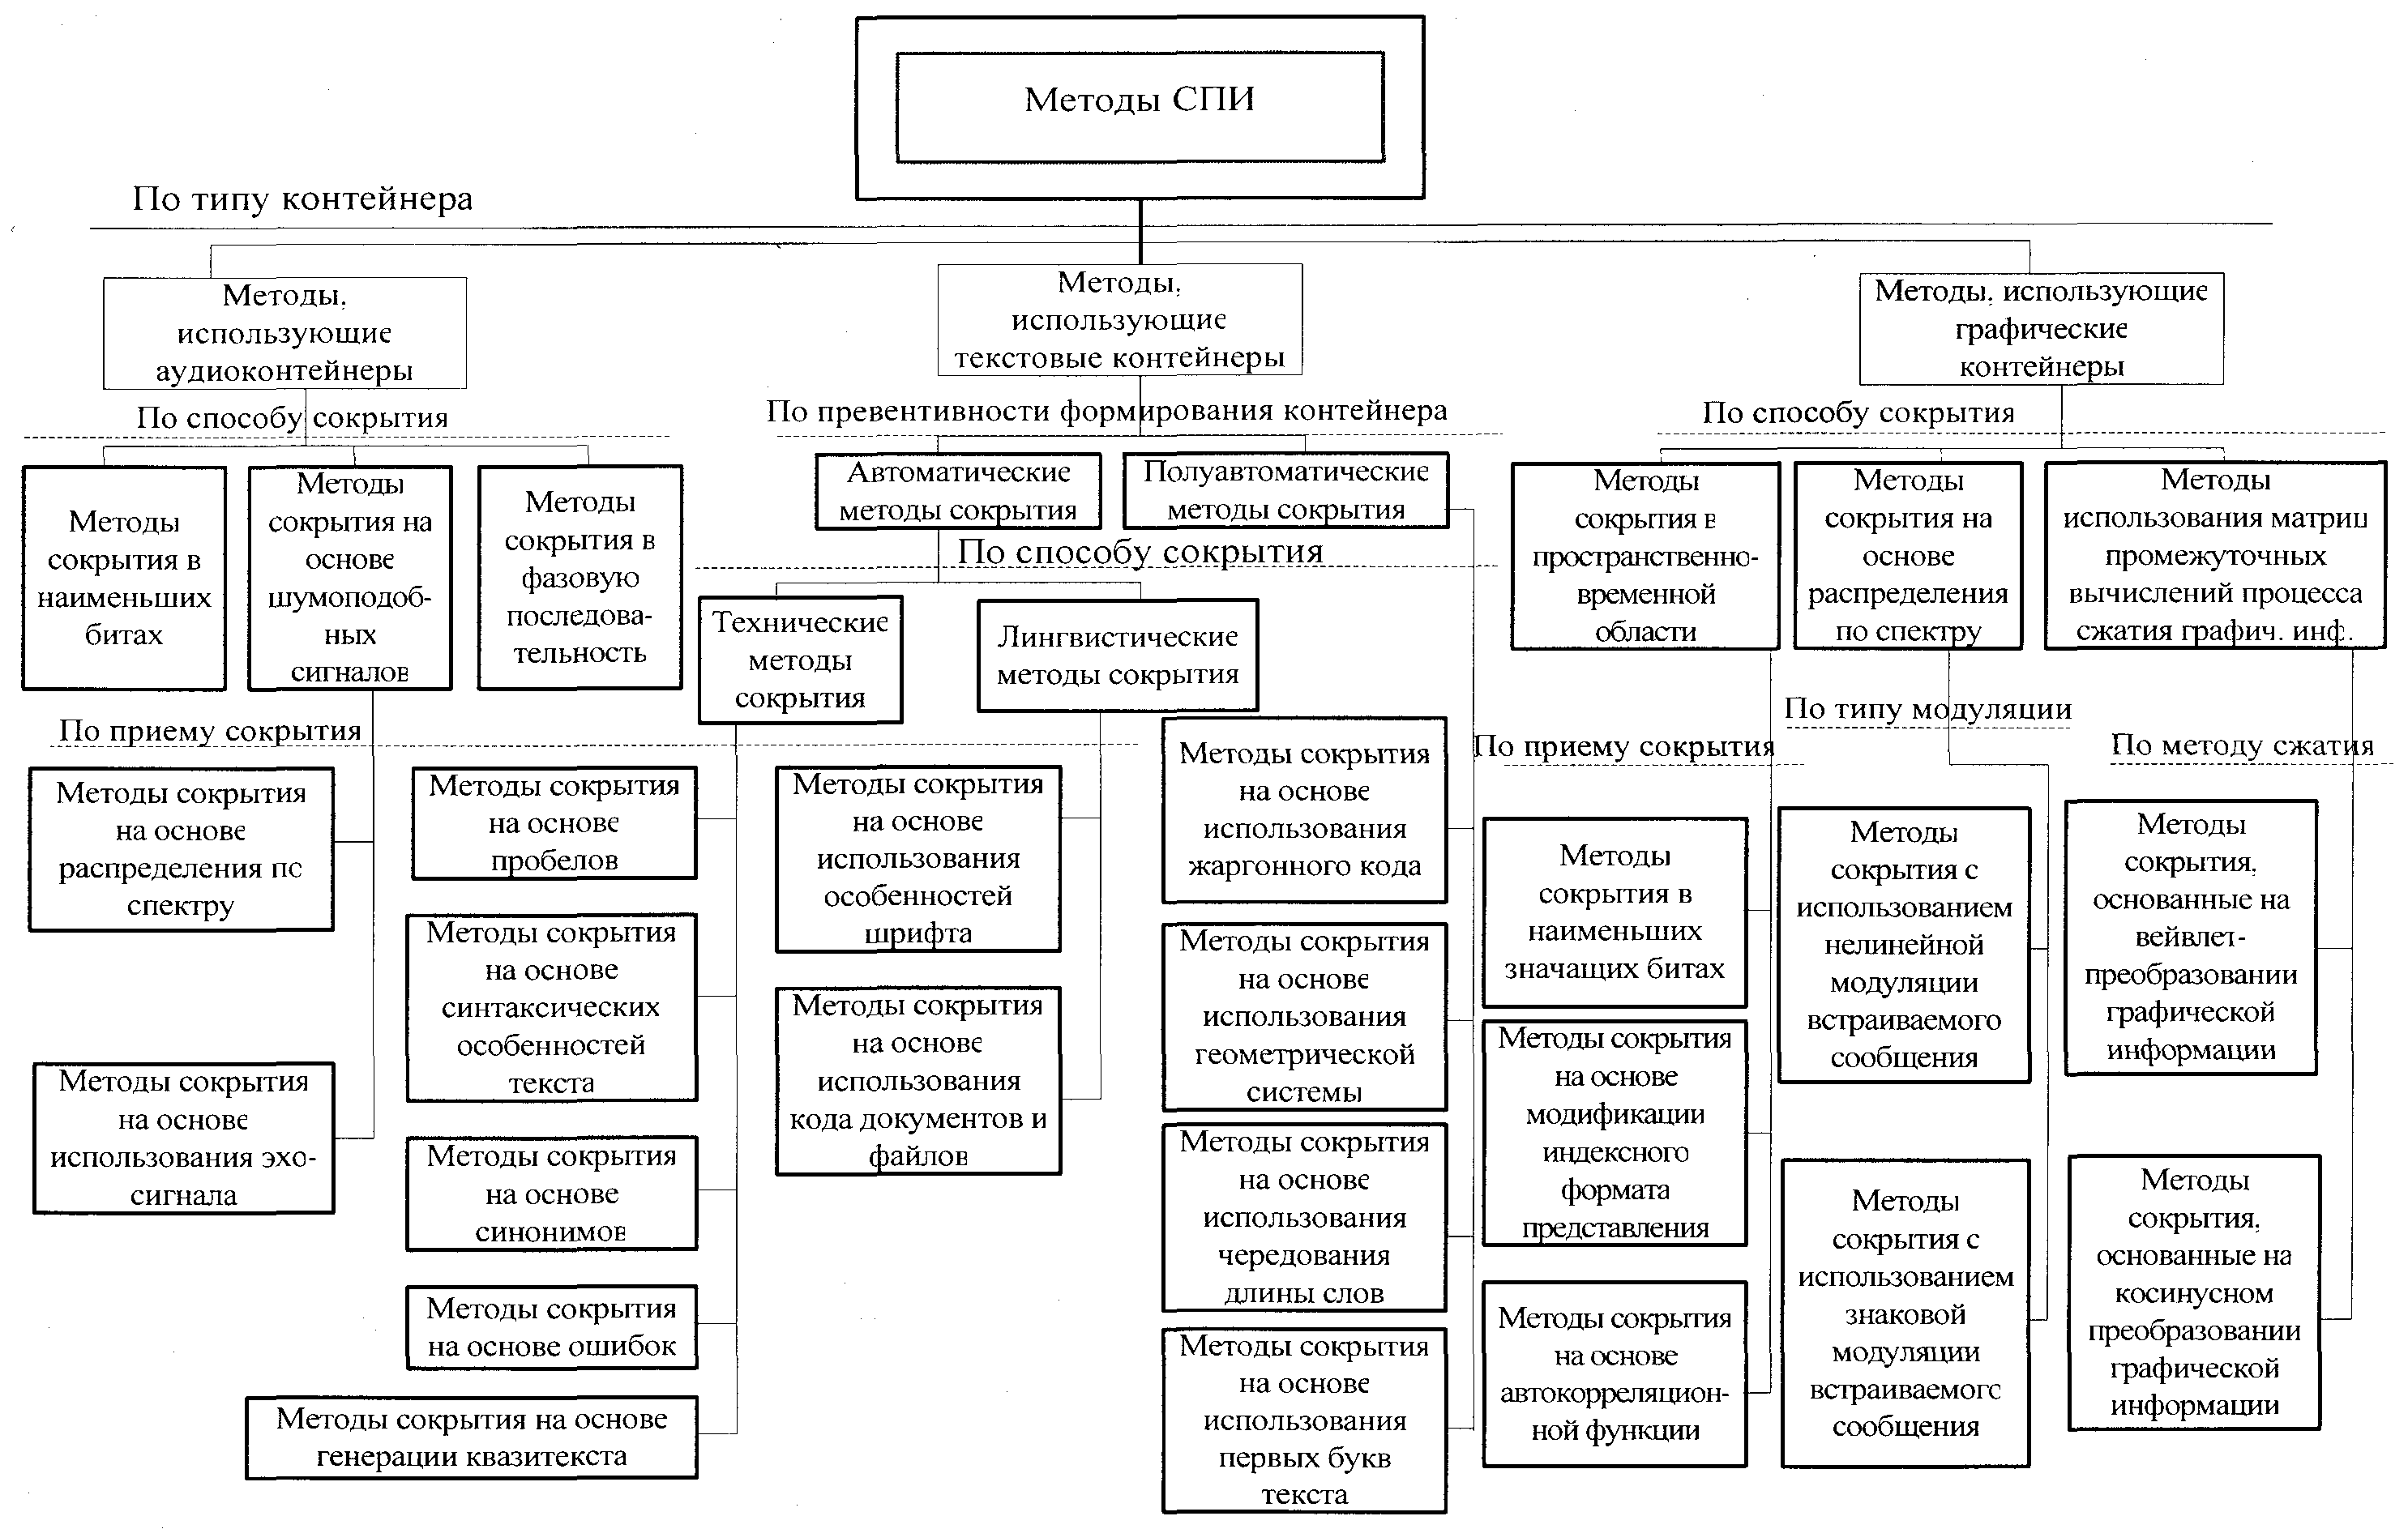 Методы СПИ
По типу контейнера
Методы,
использующие
аудиоконтейнеры
Методы,
использующие
текстовые контейнеры
Методы, использующие
графические
контейнеры
По способу сокрытия
По превентивности формирования контейнера
По способу сокрытия
Методы
сокрытия в
наименьших
битах
Методы
сокрытия на
основе
шумоподоб-
ных
сигналов
Методы
сокрытия в
фазовую
последова-
тельность
Автоматические
методы сокрытия
Полуавтоматические
методы сокрытия
По способу сокрытия
Технические
методы
сокрытия
Лингвистические
методы сокрытия
Методы
сокрытия в
пространственно-
временной
области
Методы
сокрытия на
основе
распределения
по спектру
Методы
использования матриц
промежуточных
вычислений процесса
сжатия графич. инф.
По приему сокрытия
По приему сокрытия
По типу модуляции
По методу сжатия
Методы сокрытия
на основе
распределения по
спектру
Методы сокрытия
на основе
использования эхо-
сигнала
Методы сокрытия
на основе
пробелов
Методы сокрытия
на основе
синтаксических
особенностей
текста
Методы сокрытия
на основе
синонимов
Методы сокрытия
на основе ошибок
Методы сокрытия на основе
генерации квазитекста
Методы сокрытия
на основе
использования
особенностей
шрифта
Методы сокрытия
на основе
использования
кода документов и
файлов
Методы сокрытия
на основе
использования
жаргонного кода
Методы сокрытия
на основе
использования
геометрической
системы
Методы сокрытия
на основе
использования
чередования
длины слов
Методы сокрытия
на основе
использования
первых букв
текста
Методы
сокрытия в
наименьших
значащих битах
Методы сокрытия
на основе
модификации
индексного
формата
представления
Методы сокрытия
на основе
автокорреляцион-
ной функции
Методы
сокрытия с
использованием
нелинейной
модуляции
встраиваемого
сообщения
Методы
сокрытия с
использованием
знаковой
модуляции
встраиваемого
сообщения
Методы
сокрытия,
основанные на
вейвлет-
преобразовании
графической
информации
Методы
сокрытия,
основанные на
косинусном
преобразовании
графической
информации